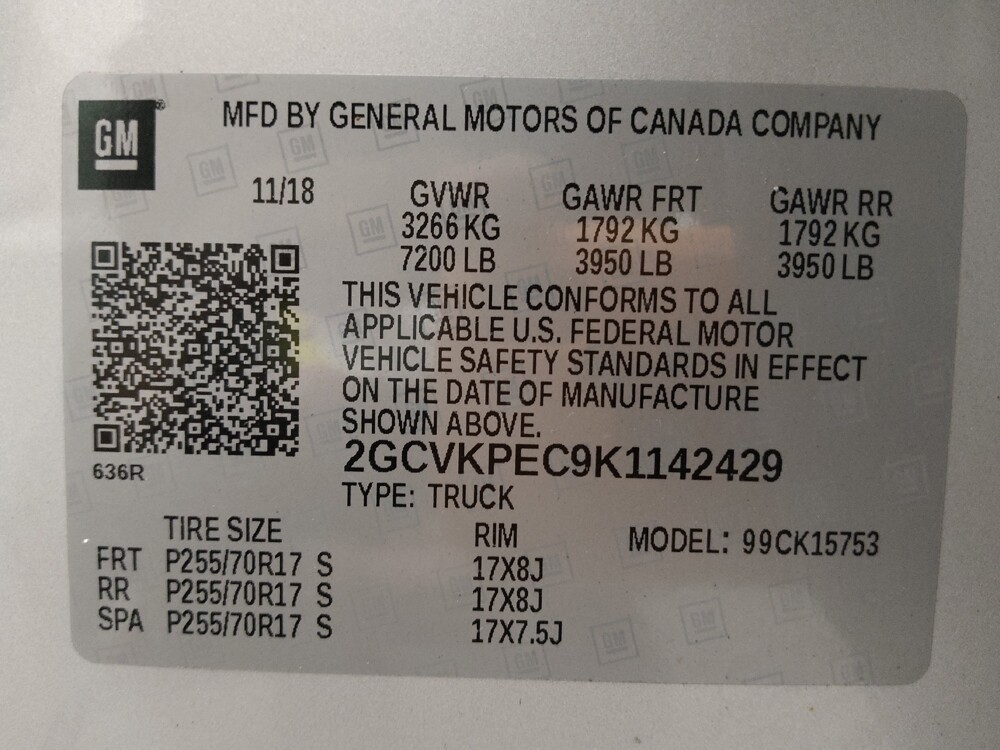 GM
MFD BY GENERAL MOTORS OF CANADA COMPANY
11/18 GVWR GAWR FRT GAWR RR
3266 KG 1792 KG 1792 KG
7200 LB 3950 LB 3950 LB
THIS VEHICLE CONFORMS TO ALL
APPLICABLE U.S. FEDERAL MOTOR
VEHICLE SAFETY STANDARDS IN EFFECT
ON THE DATE OF MANUFACTURE
SHOWN ABOVE.
2GCVKPEC9K1142429
636R
TYPE: TRUCK
TIRE SIZE RIM MODEL: 99CK15753
FRT P255/70R17 S 17X8J
RR P255/70R17 S 17X8J
SPA P255/70R17 S 17X7.5J